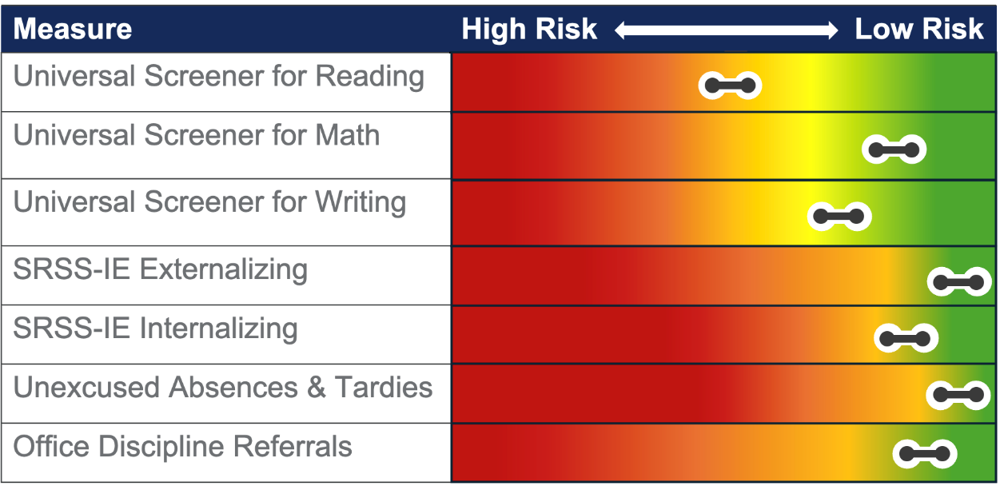 Measure High Risk Low Risk
Universal Screener for Reading
Universal Screener for Math
Universal Screener for Writing
SRSS-IE Externalizing
SRSS-IE Internalizing
Unexcused Absences & Tardies
Office Discipline Referrals